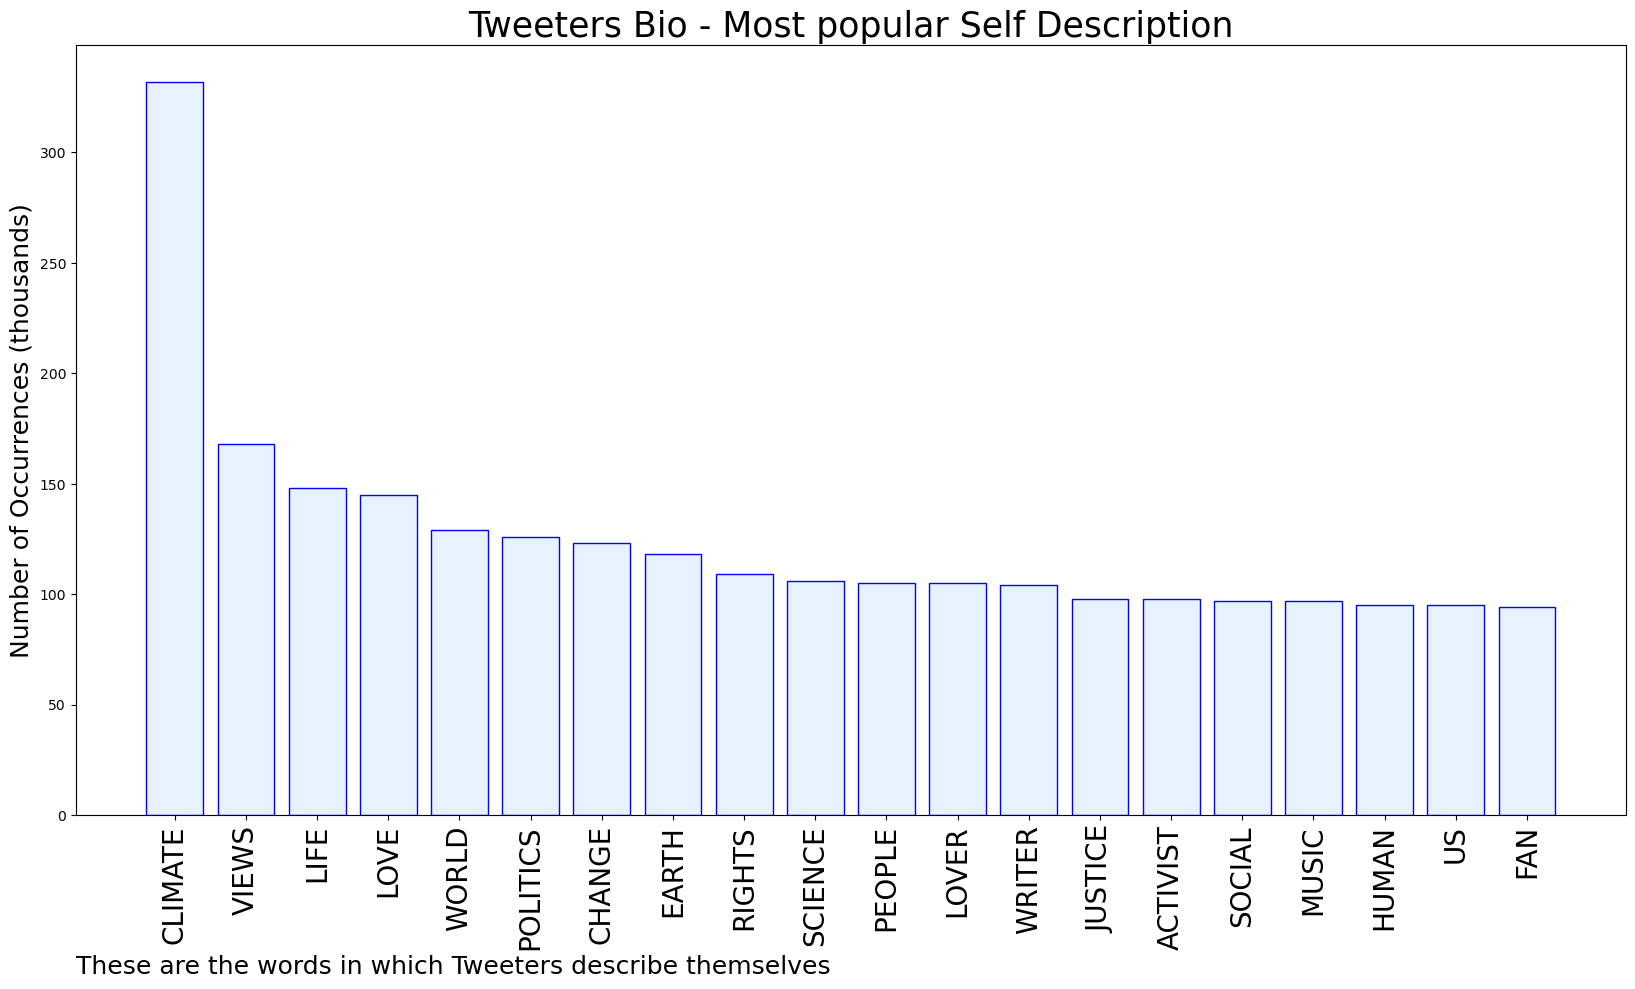 Tweeters Bio - Most popular Self Description
Number of Occurrences (thousands)
300
250
200
150
100
50
0
CLIMATE
VIEWS
LIFE
LOVE
WORLD
POLITICS
CHANGE
EARTH
RIGHTS
SCIENCE
PEOPLE
LOVER
WRITER
JUSTICE
ACTIVIST
SOCIAL
MUSIC
HUMAN
US
FAN
These are the words in which Tweeters describe themselves